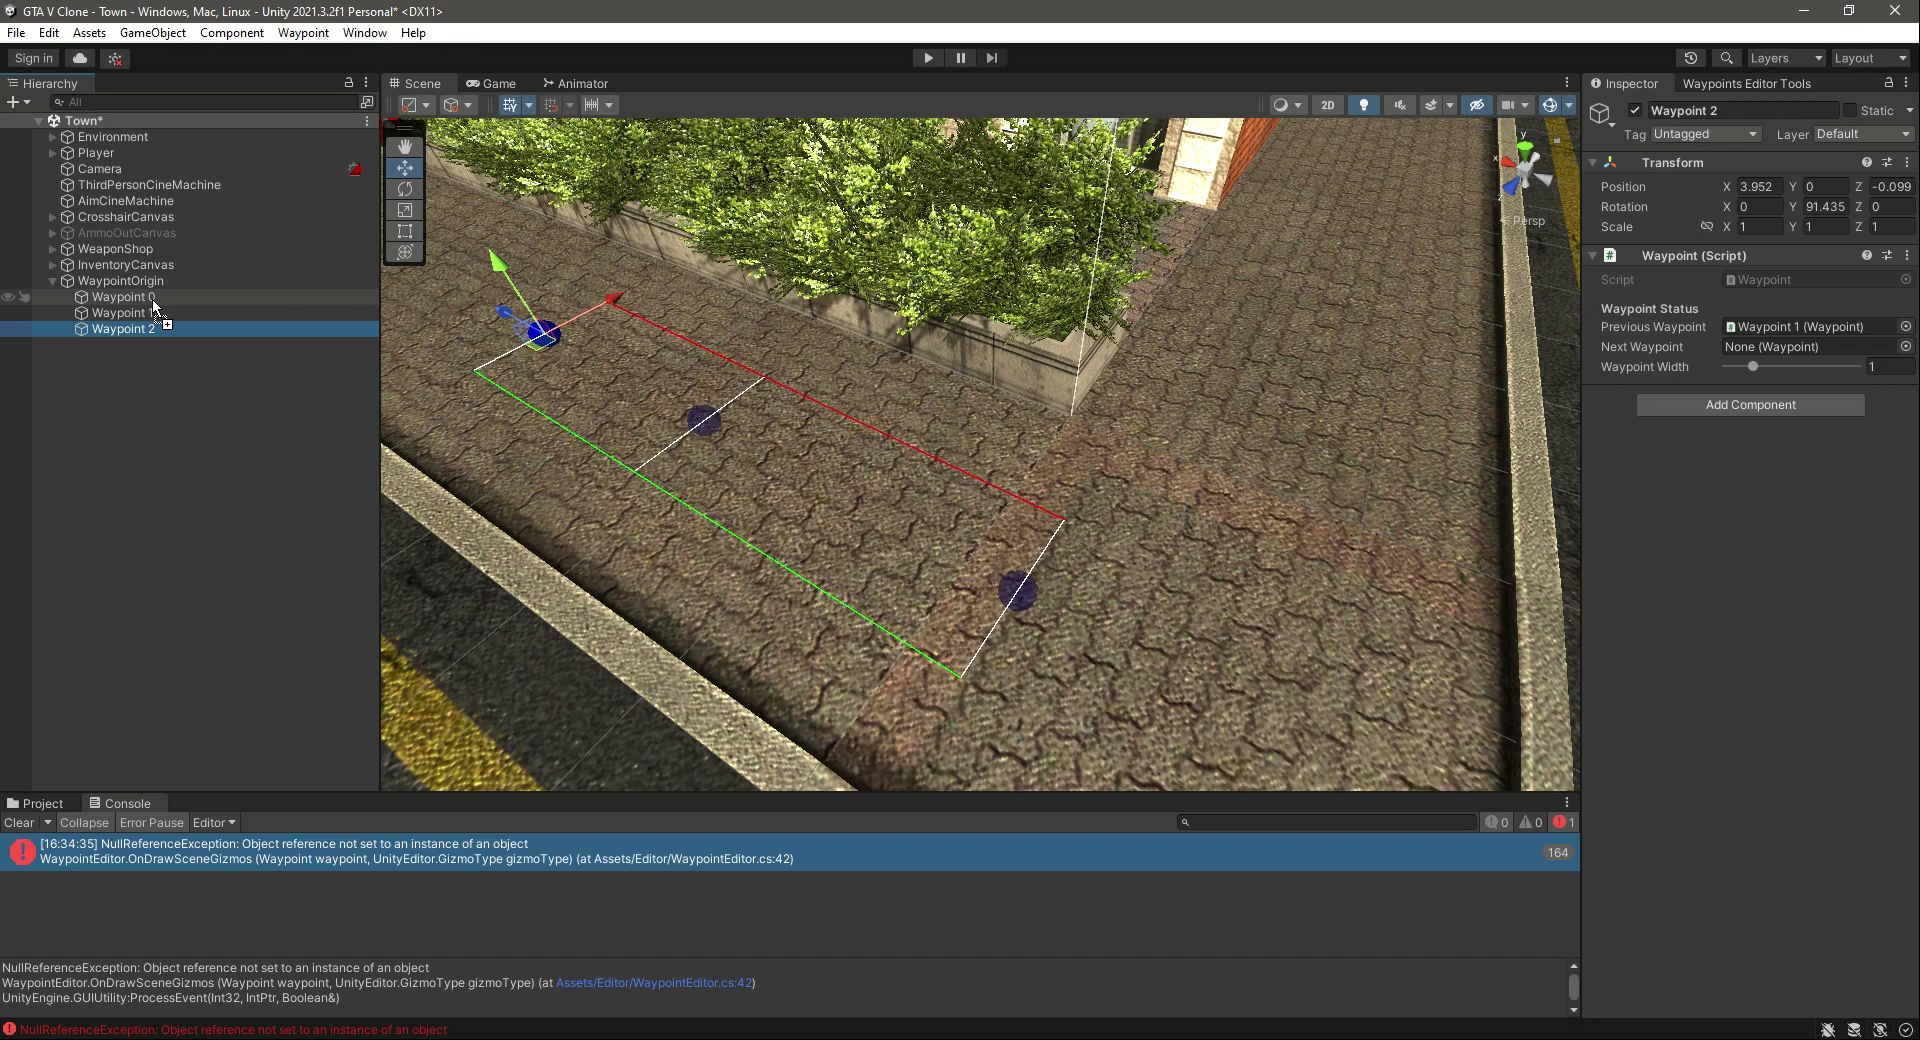 GTA V Clone - Town - Windows, Mac, Linux - Unity 2021.3.2f1 Personal* <DX11>
File Edit Assets GameObject Component Waypoint Window Help
Sign in Layers Layout
Hierarchy Scene Game Animator Inspector Waypoints Editor Tools
All 2D
Waypoint 2 Static
Town*
Environment
Player
Camera
ThirdPersonCineMachine
AimCineMachine
CrosshairCanvas
AmmoOutCanvas
WeaponShop
InventoryCanvas
WaypointOrigin
Waypoint 0
Waypoint 1
Waypoint 2
y
x
z
Persp
Tag Untagged Layer Default
Transform
Position X 3.952 Y 0 Z -0.099
Rotation X 0 Y 91.435 Z 0
Scale X 1 Y 1 Z 1
# Waypoint (Script)
Script Waypoint
Waypoint Status
Previous Waypoint Waypoint 1 (Waypoint)
Next Waypoint None (Waypoint)
Waypoint Width 1
Add Component
Project Console
Clear Collapse Error Pause Editor 0 0 1
[16:34:35] NullReferenceException: Object reference not set to an instance of an object
WaypointEditor.OnDrawSceneGizmos (Waypoint waypoint, UnityEditor.GizmoType gizmoType) (at Assets/Editor/WaypointEditor.cs:42)
164
NullReferenceException: Object reference not set to an instance of an object
WaypointEditor.OnDrawSceneGizmos (Waypoint waypoint, UnityEditor.GizmoType gizmoType) (at Assets/Editor/WaypointEditor.cs:42)
UnityEngine.GUIUtility:ProcessEvent(Int32, IntPtr, Boolean&)
NullReferenceException: Object reference not set to an instance of an object